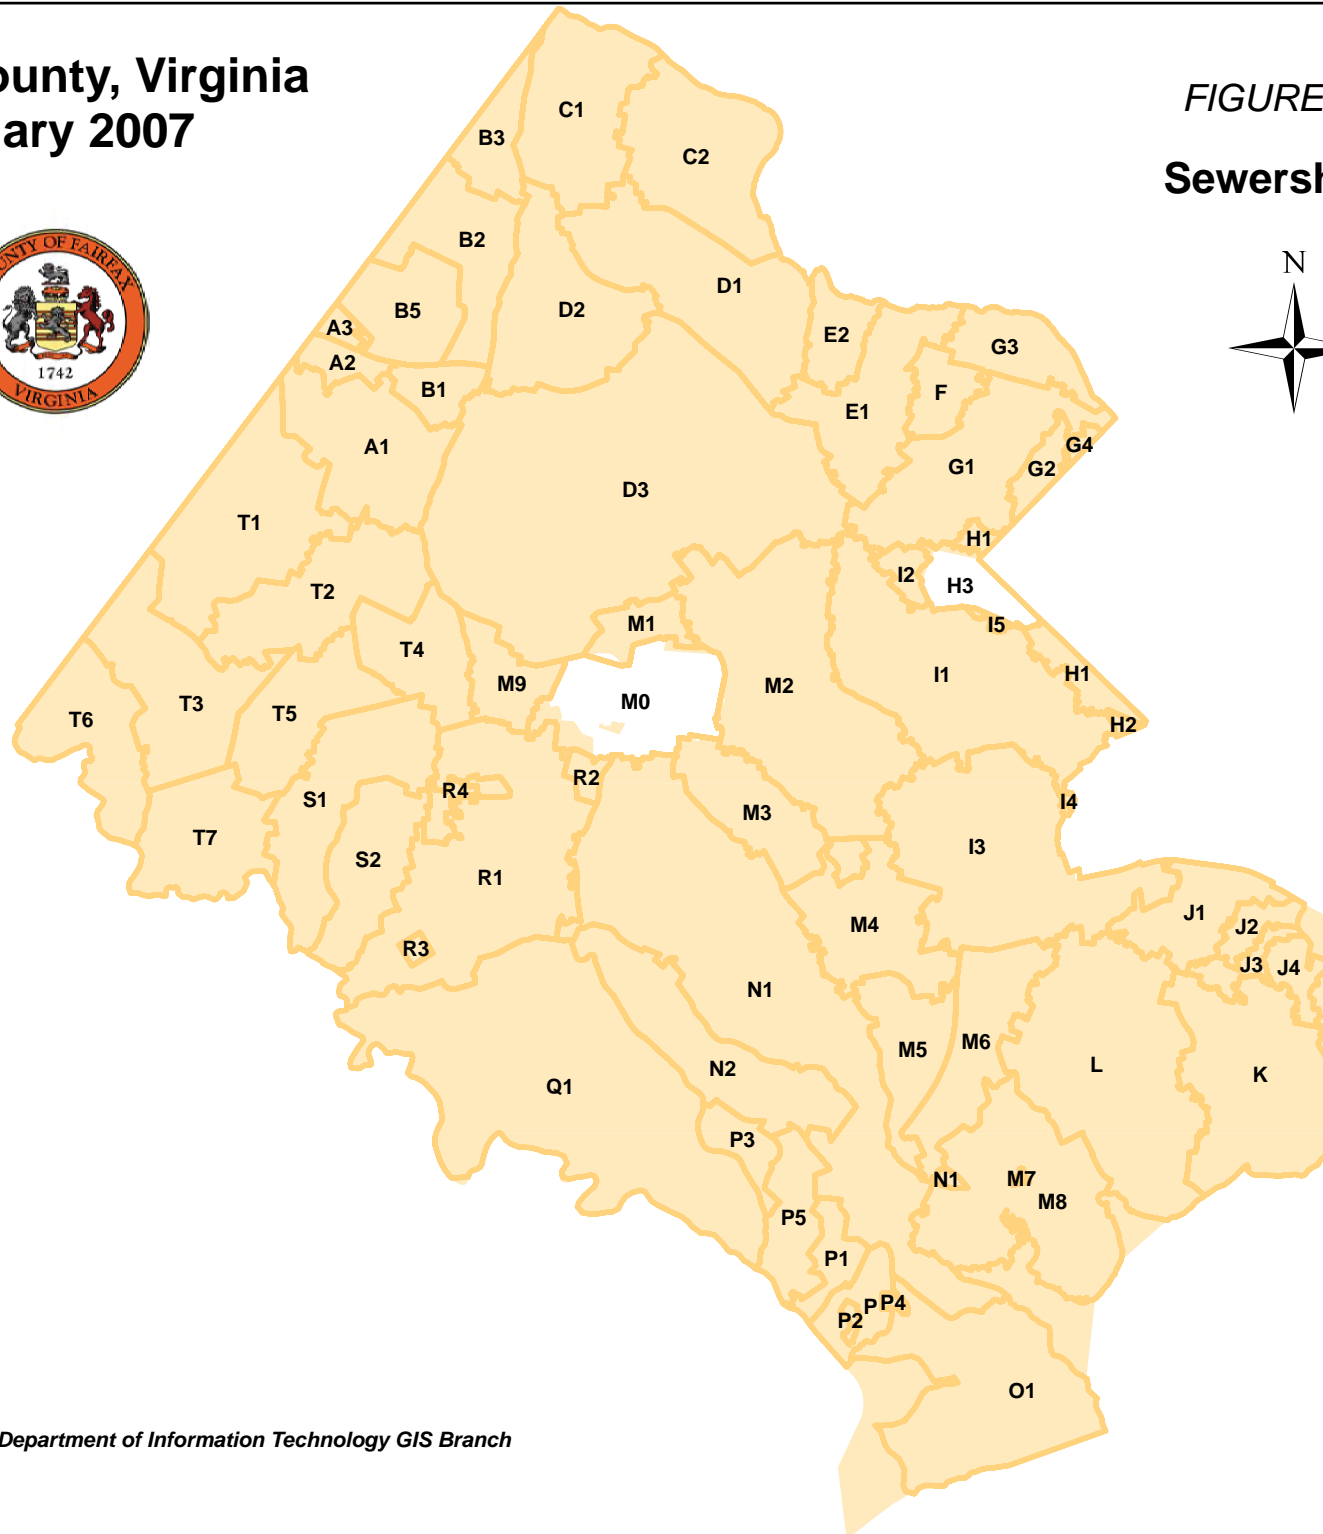 ounty, Virginia
ary 2007
FIGURE
Sewersh
N
UNTY OF FAIRFAX
1742
VIRGINIA
C1
B3
C2
B2
D1
B5
D2
A3
E2
G3
A2
B1
F
E1
A1
G4
G1
G2
D3
T1
H1
I2
H3
T2
M1
I5
T4
I1
H1
M9
M2
T3
M0
T6
T5
H2
R2
R4
S1
I4
M3
T7
I3
S2
R1
J1
M4
J2
R3
J3
J4
N1
M6
M5
L
N2
K
Q1
P3
N1
M7
M8
P5
P1
P
P4
P2
O1
Department of Information Technology GIS Branch